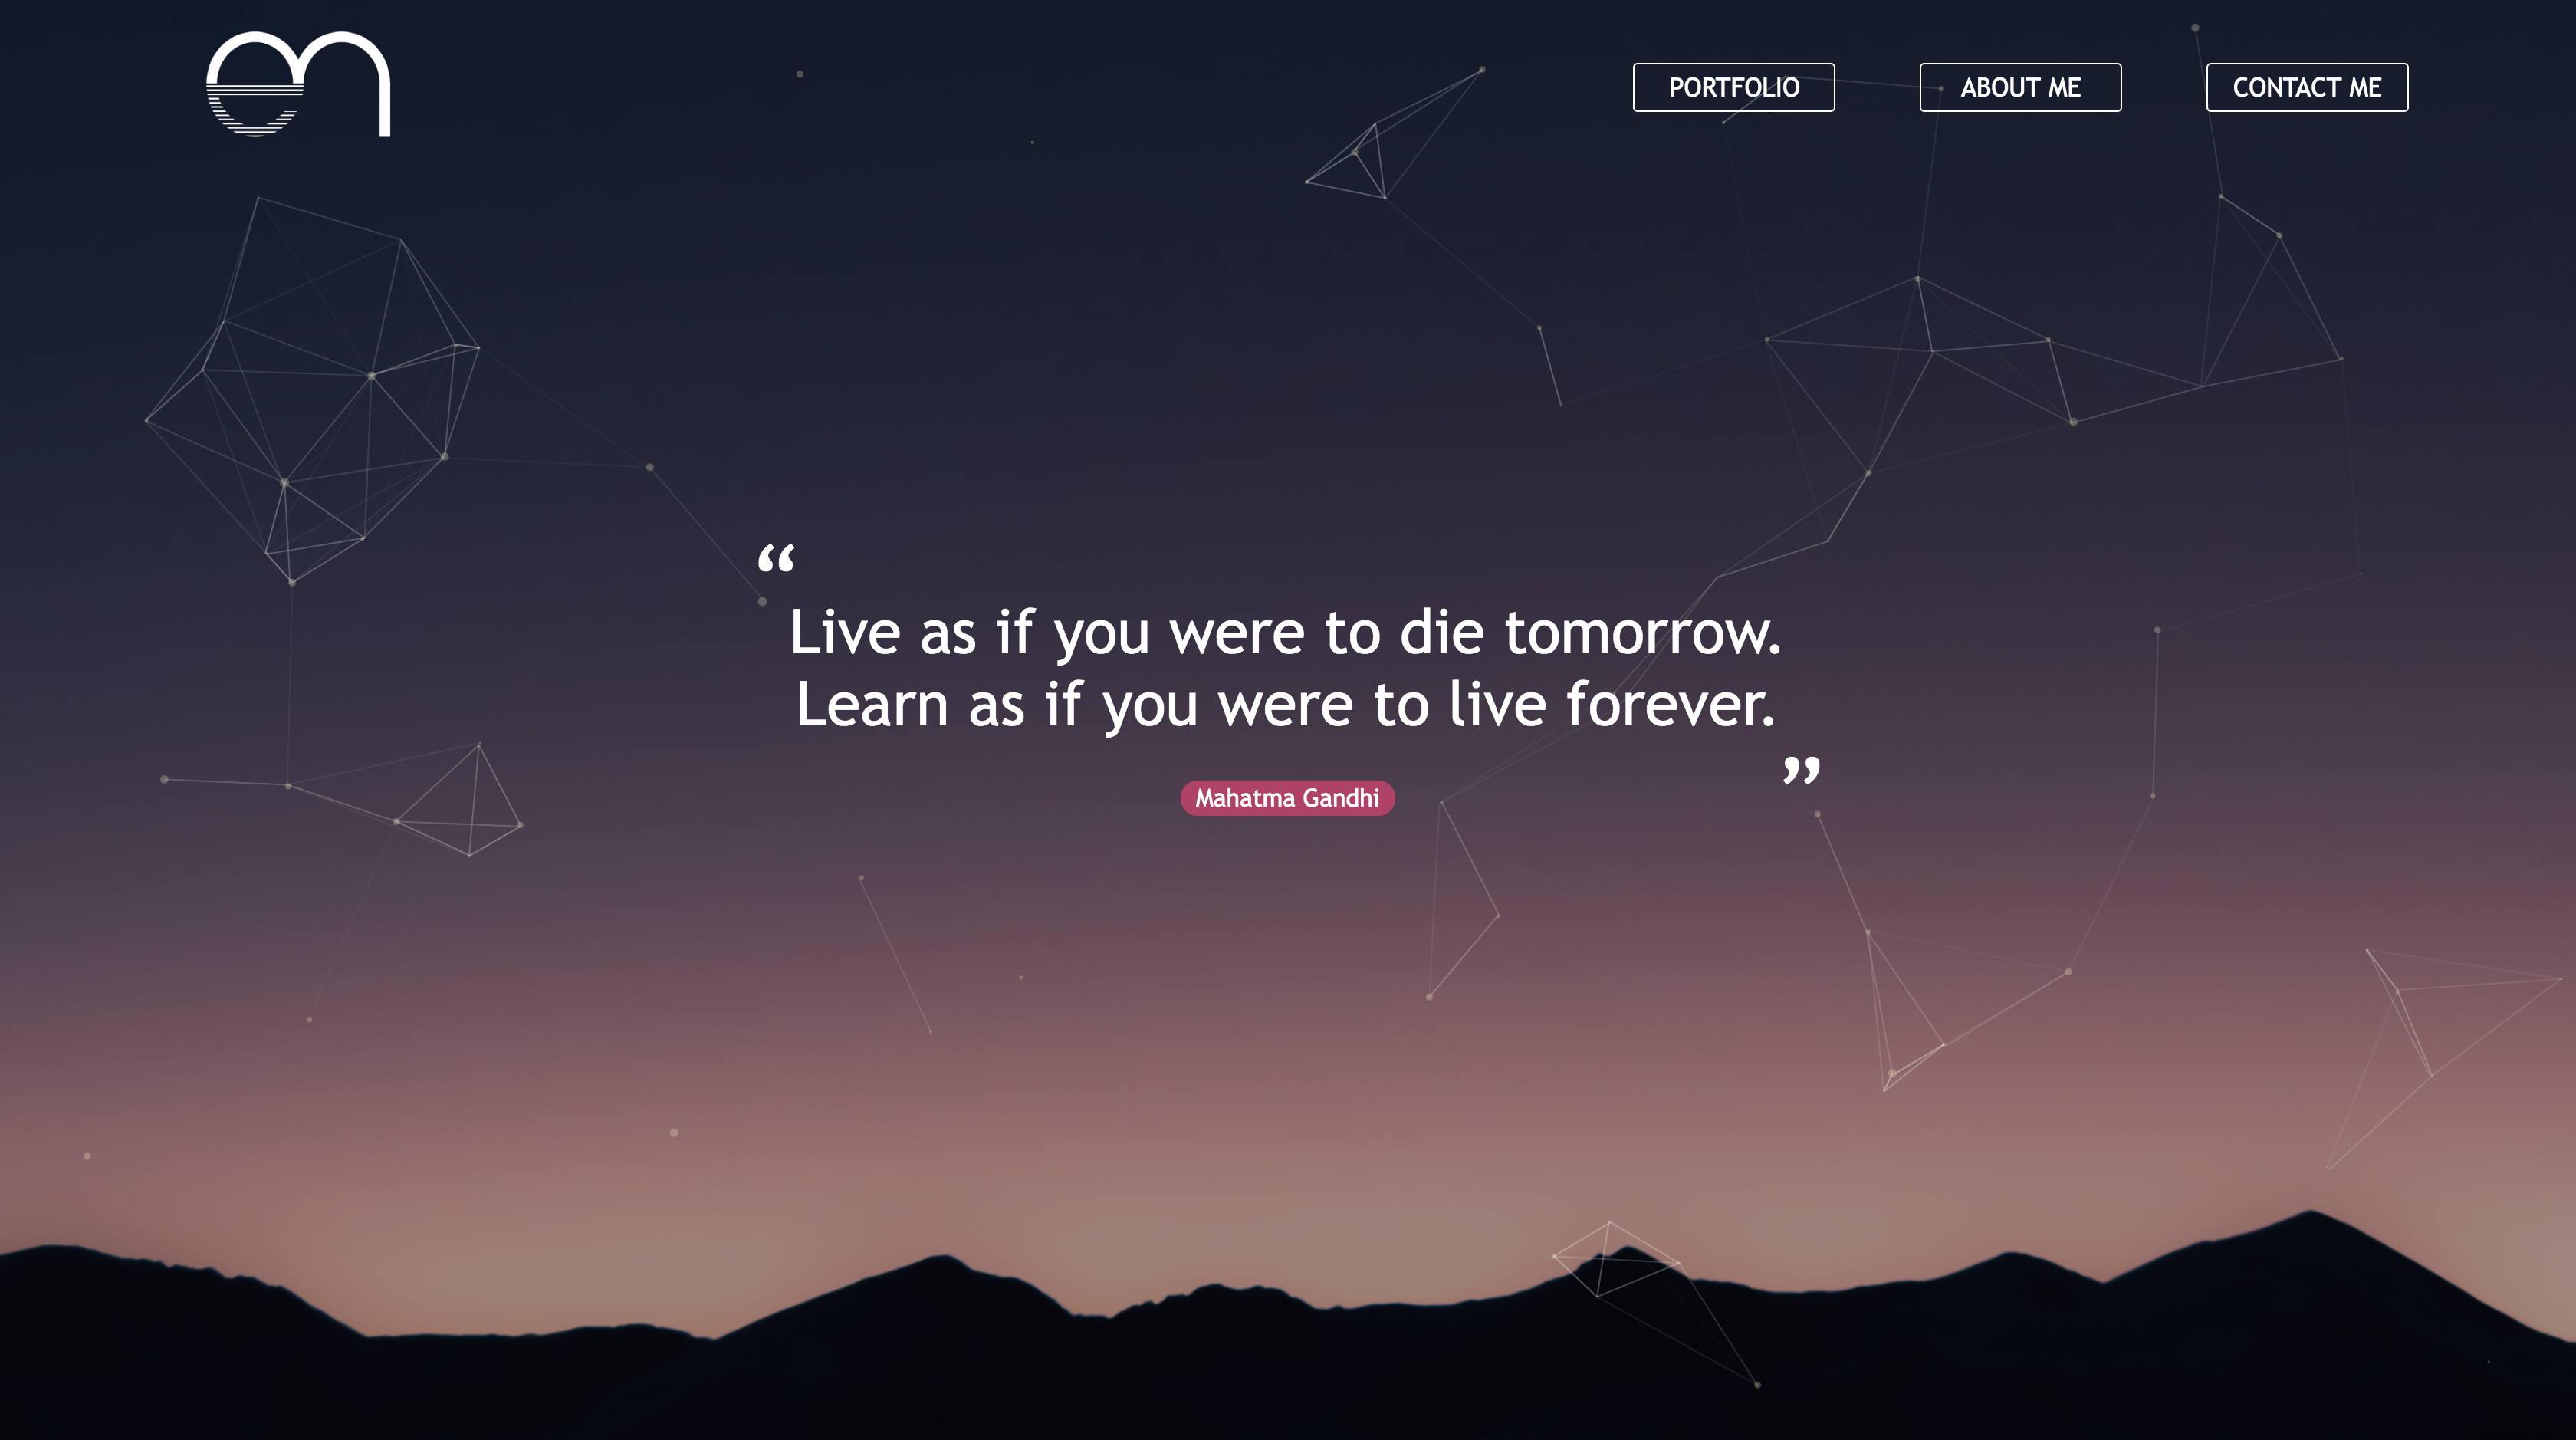 PORTFOLIO
ABOUT ME
CONTACT ME
“
Live as if you were to die tomorrow.
Learn as if you were to live forever.
”
Mahatma Gandhi